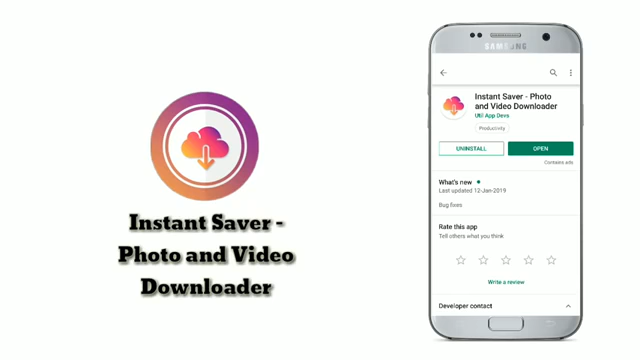 Instant Saver -
Photo and Video
Downloader
SAMSUNG
Instant Saver - Photo
and Video Downloader
Util App Devs
Productivity
UNINSTALL
OPEN
Contains ads
What's new
Last updated 12-Jan-2019
Bug fixes
Rate this app
Tell others what you think
Write a review
Developer contact